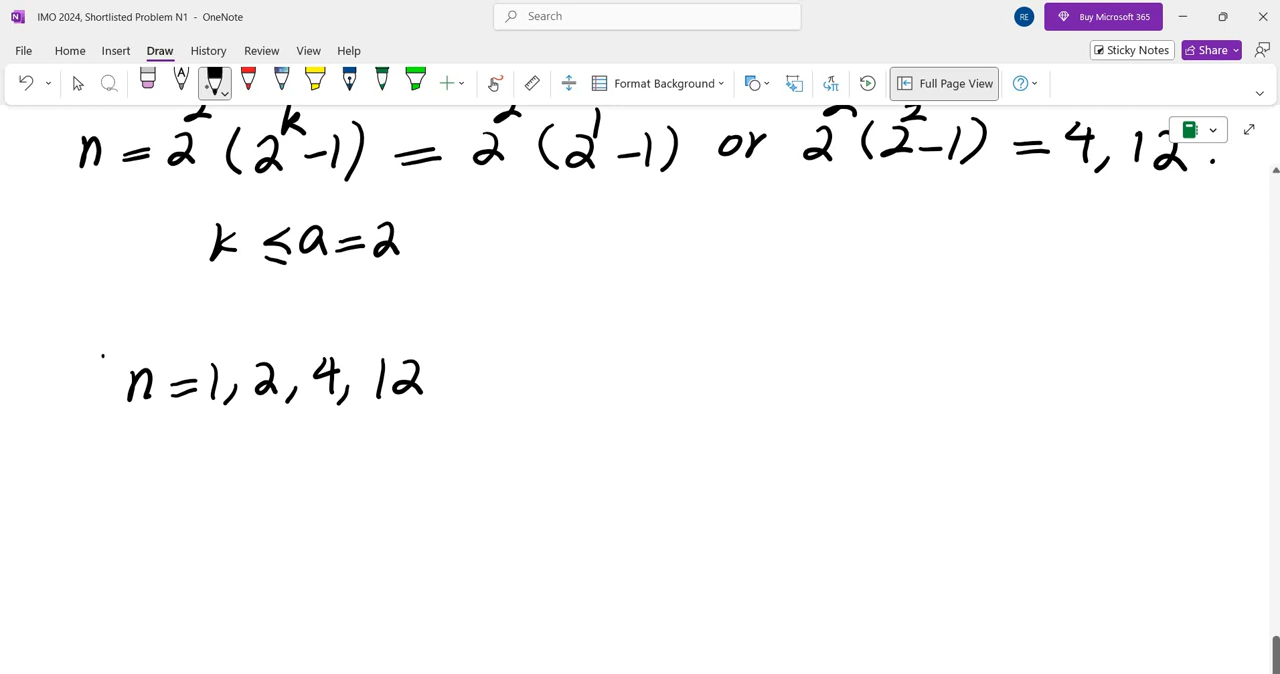 IMO 2024, Shortlisted Problem N1 - OneNote
Search
RE
Buy Microsoft 365
File Home Insert Draw History Review View Help
Sticky Notes
Share
Format Background
Full Page View
n = 2² (2ᵏ - 1) = 2² (2¹ - 1) or 2² (2² - 1) = 4, 12.
k ≤ a = 2
n = 1, 2, 4, 12